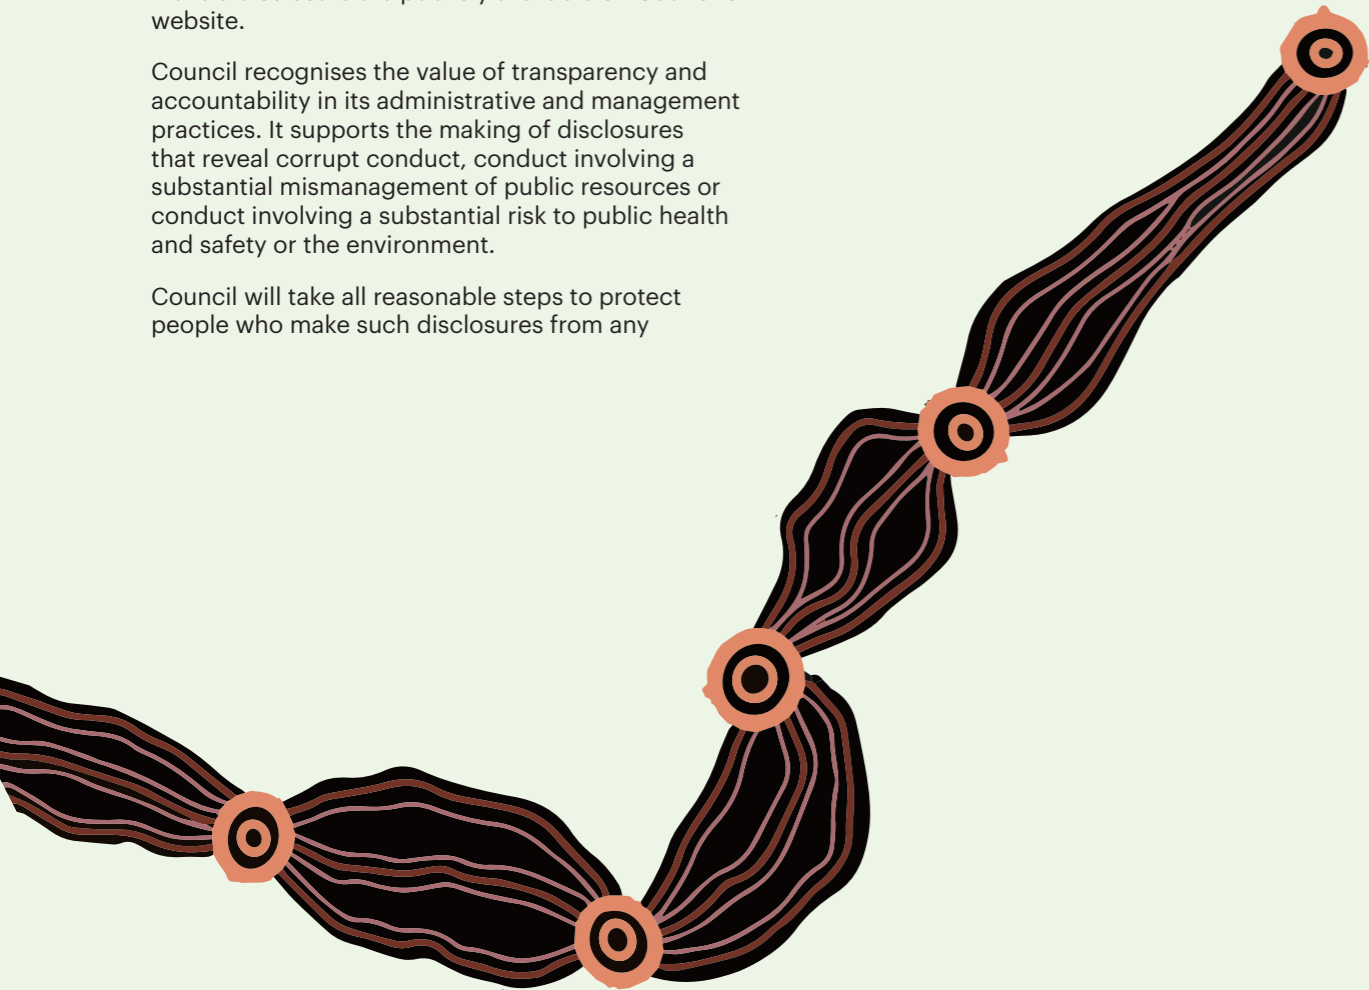 website.
Council recognises the value of transparency and
accountability in its administrative and management
practices. It supports the making of disclosures
that reveal corrupt conduct, conduct involving a
substantial mismanagement of public resources or
conduct involving a substantial risk to public health
and safety or the environment.
Council will take all reasonable steps to protect
people who make such disclosures from any